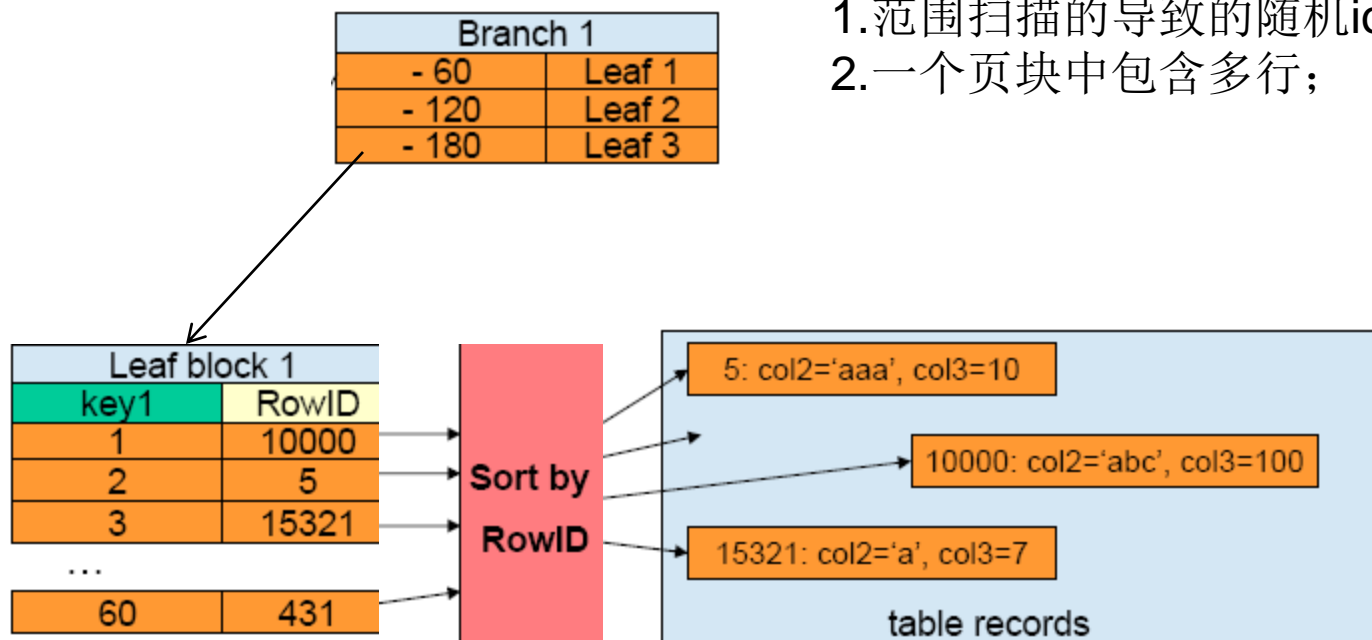 1.范围扫描的导致的随机io
2.一个页块中包含多行；
Branch 1
- 60 Leaf 1
- 120 Leaf 2
- 180 Leaf 3
Leaf block 1
key1 RowID
1 10000
2 5
3 15321
...
60 431
Sort by
RowID
5: col2=‘aaa’, col3=10
10000: col2=‘abc’, col3=100
15321: col2=‘a’, col3=7
table records